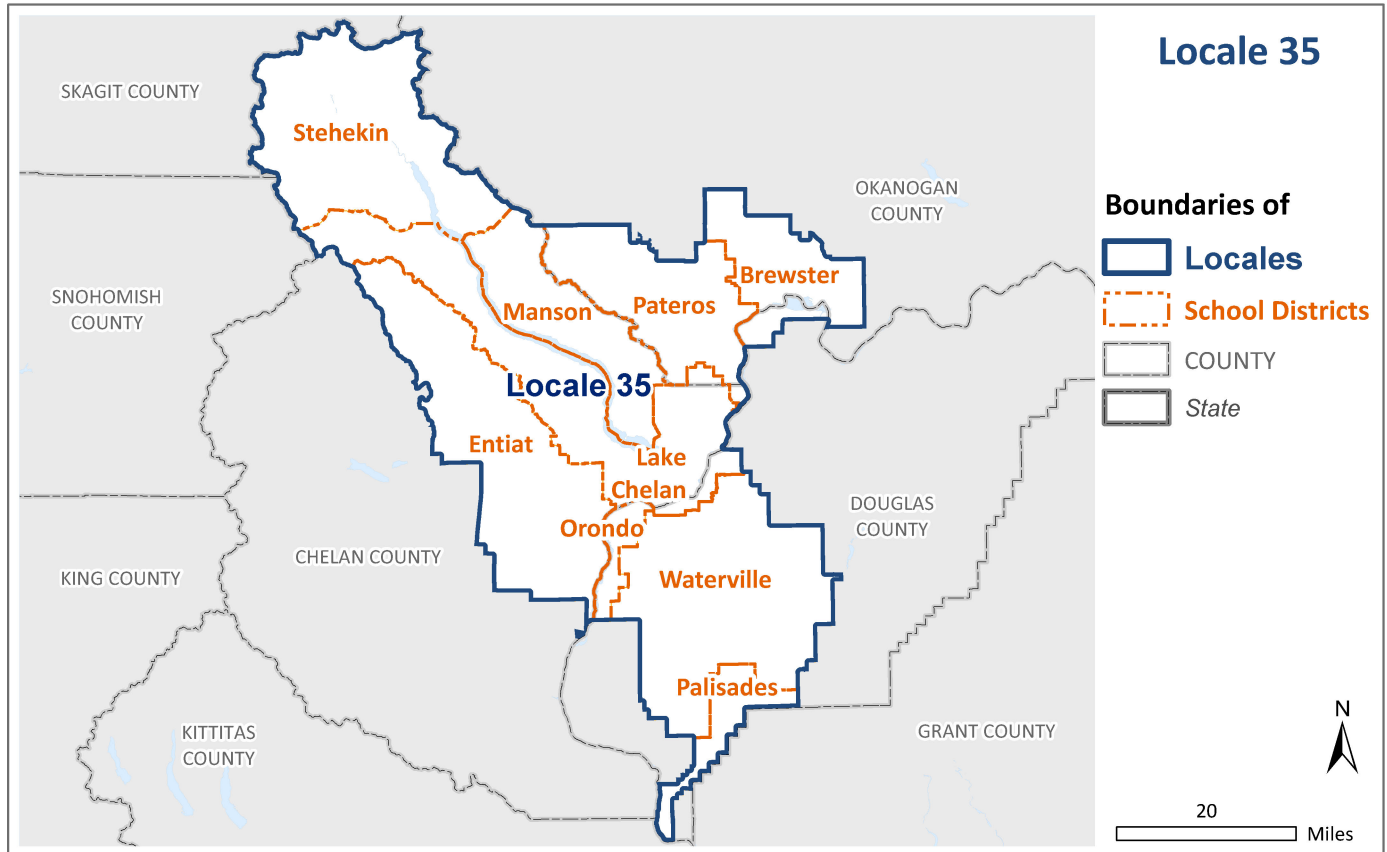 Locale 35
SKAGIT COUNTY
Stehekin
OKANOGAN
COUNTY
Boundaries of
Locales
School Districts
COUNTY
State
SNOHOMISH
COUNTY
Brewster
Manson
Pateros
Locale 35
Entiat
Lake
Chelan
Orondo
DOUGLAS
COUNTY
CHELAN COUNTY
KING COUNTY
Waterville
Palisades
KITTITAS
COUNTY
GRANT COUNTY
N
20
Miles